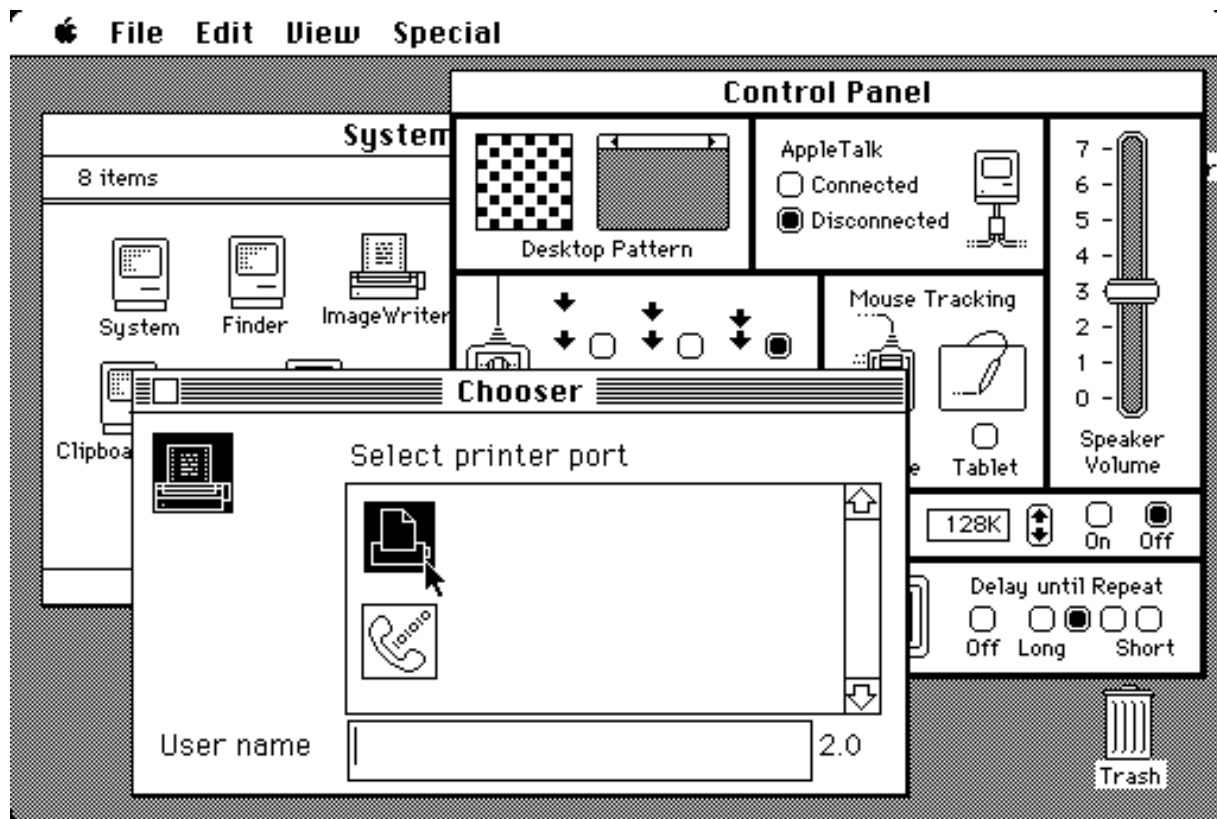 File Edit View Special
Control Panel
System
8 items
System
Finder
ImageWriter
Desktop Pattern
AppleTalk
Connected
Disconnected
7
6
5
4
3
2
1
0
Speaker
Volume
Mouse Tracking
Tablet
128K
On Off
Delay until Repeat
Off Long Short
Chooser
Select printer port
User name
2.0
Trash